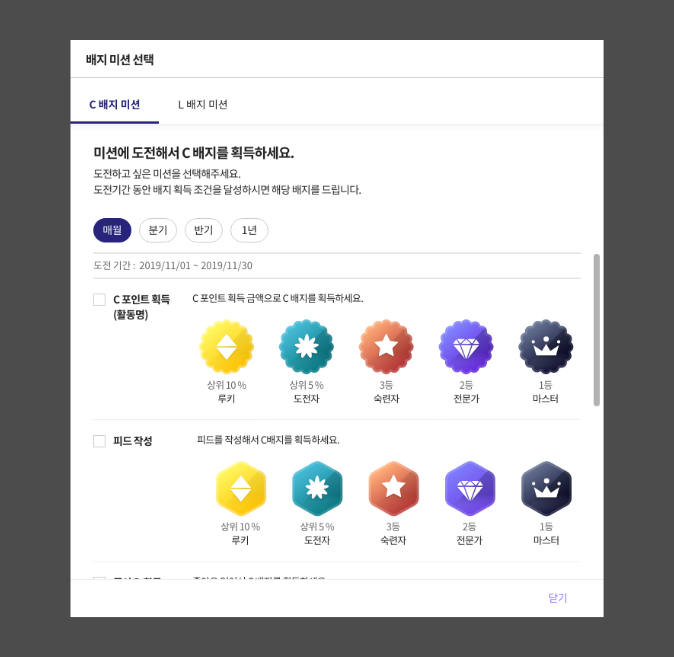 배지 미션 선택
C 배지 미션 L 배지 미션
미션에 도전해서 C 배지를 획득하세요.
도전하고 싶은 미션을 선택해주세요.
도전기간 동안 배지 획득 조건을 달성하시면 해당 배지를 드립니다.
매월 분기 반기 1년
도전 기간 : 2019/11/01 ~ 2019/11/30
C 포인트 획득
(활동명)
C 포인트 획득 금액으로 C 배지를 획득하세요.
상위 10 % 상위 5 % 3등 2등 1등
루키 도전자 숙련자 전문가 마스터
피드 작성 피드를 작성해서 C배지를 획득하세요.
상위 10 % 상위 5 % 3등 2등 1등
루키 도전자 숙련자 전문가 마스터
닫기